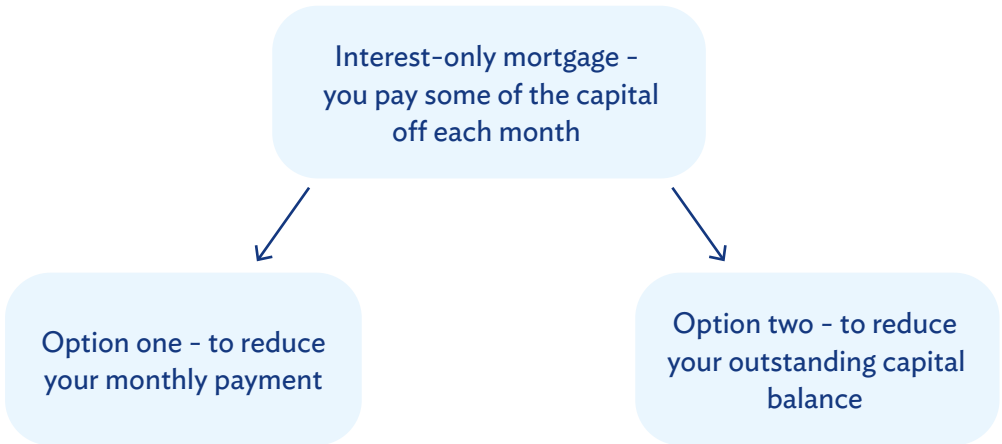 Interest-only mortgage -
you pay some of the capital
off each month
Option one - to reduce
your monthly payment
Option two - to reduce
your outstanding capital
balance